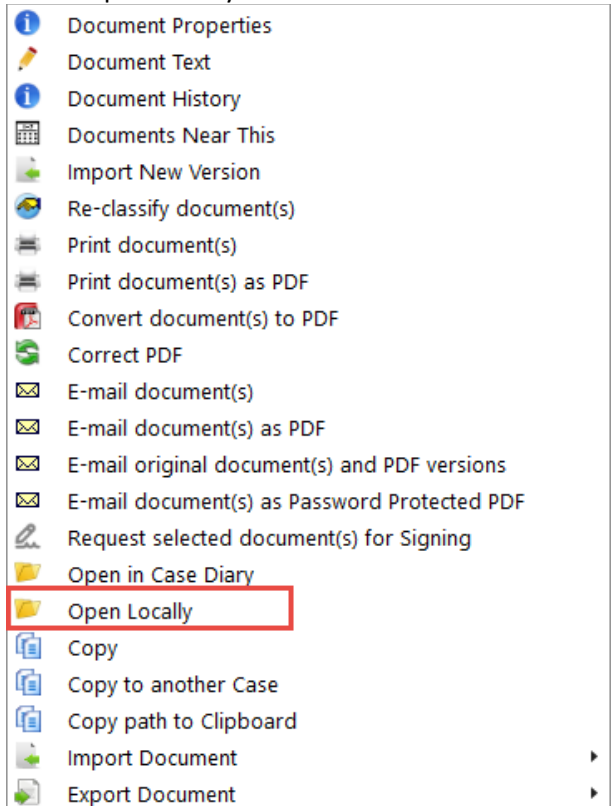 Document Properties
Document Text
Document History
Documents Near This
Import New Version
Re-classify document(s)
Print document(s)
Print document(s) as PDF
Convert document(s) to PDF
Correct PDF
E-mail document(s)
E-mail document(s) as PDF
E-mail original document(s) and PDF versions
E-mail document(s) as Password Protected PDF
Request selected document(s) for Signing
Open in Case Diary
Open Locally
Copy
Copy to another Case
Copy path to Clipboard
Import Document
Export Document